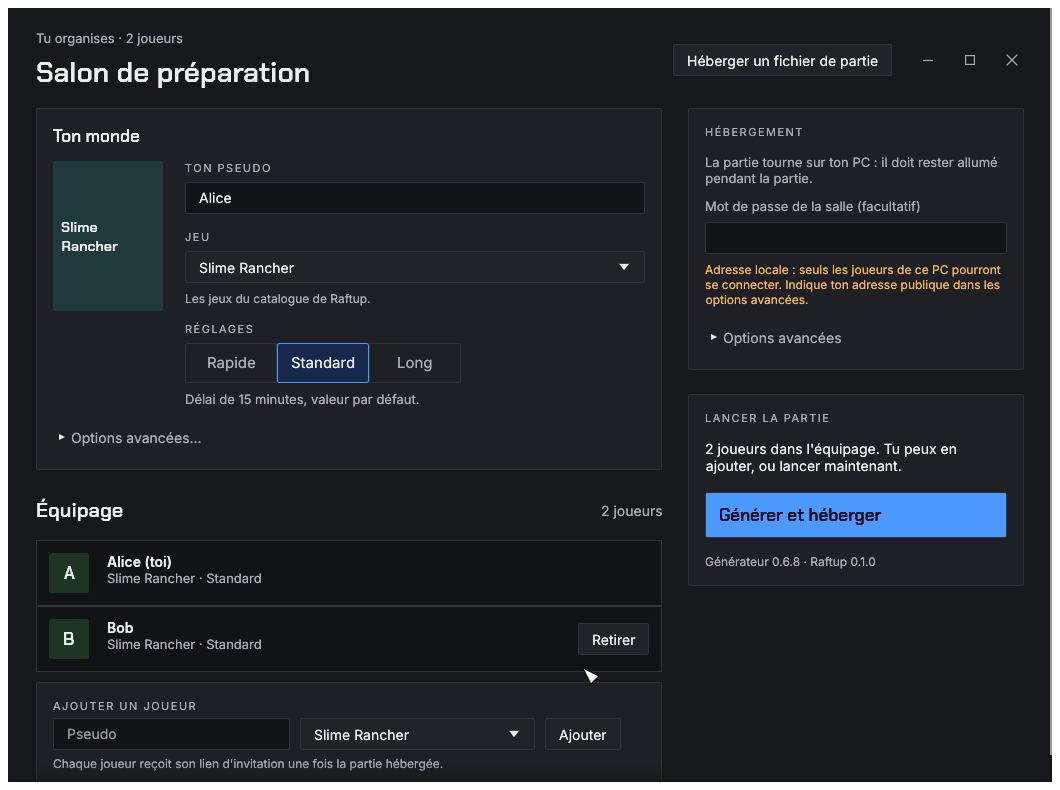 Tu organises · 2 joueurs
Salon de préparation
Héberger un fichier de partie
Ton monde
Slime
Rancher
TON PSEUDO
Alice
JEU
Slime Rancher
Les jeux du catalogue de Raftup.
RÉGLAGES
Rapide
Standard
Long
Délai de 15 minutes, valeur par défaut.
Options avancées...
Équipage
2 joueurs
A
Alice (toi)
Slime Rancher · Standard
B
Bob
Slime Rancher · Standard
Retirer
AJOUTER UN JOUEUR
Pseudo
Slime Rancher
Ajouter
Chaque joueur reçoit son lien d'invitation une fois la partie hébergée.
HÉBERGEMENT
La partie tourne sur ton PC : il doit rester allumé
pendant la partie.
Mot de passe de la salle (facultatif)
Adresse locale : seuls les joueurs de ce PC pourront
se connecter. Indique ton adresse publique dans les
options avancées.
Options avancées
LANCER LA PARTIE
2 joueurs dans l'équipage. Tu peux en
ajouter, ou lancer maintenant.
Générer et héberger
Générateur 0.6.8 · Raftup 0.1.0